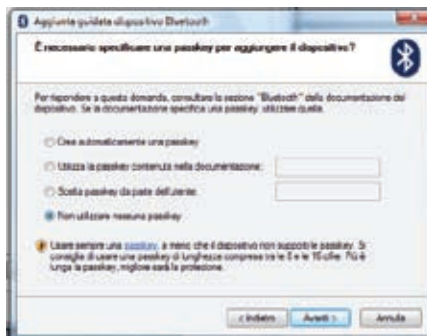 Aggiunta guidata dispositivo Bluetooth
È necessario specificare una passkey per aggiungere il dispositivo?
Per rispondere a questa domanda, consultare la sezione "Bluetooth" della documentazione del
dispositivo. Se la documentazione specifica una passkey, utilizzare quella.
Crea automaticamente una passkey
Utilizza la passkey contenuta nella documentazione:
Scelta passkey da parte dell'utente:
Non utilizzare nessuna passkey
Usare sempre una passkey, a meno che il dispositivo non supporti le passkey. Si
consiglia di usare una passkey di lunghezza compresa tra le 8 e le 16 cifre. Più è
lunga la passkey, migliore sarà la protezione.
< Indietro
Avanti >
Annulla